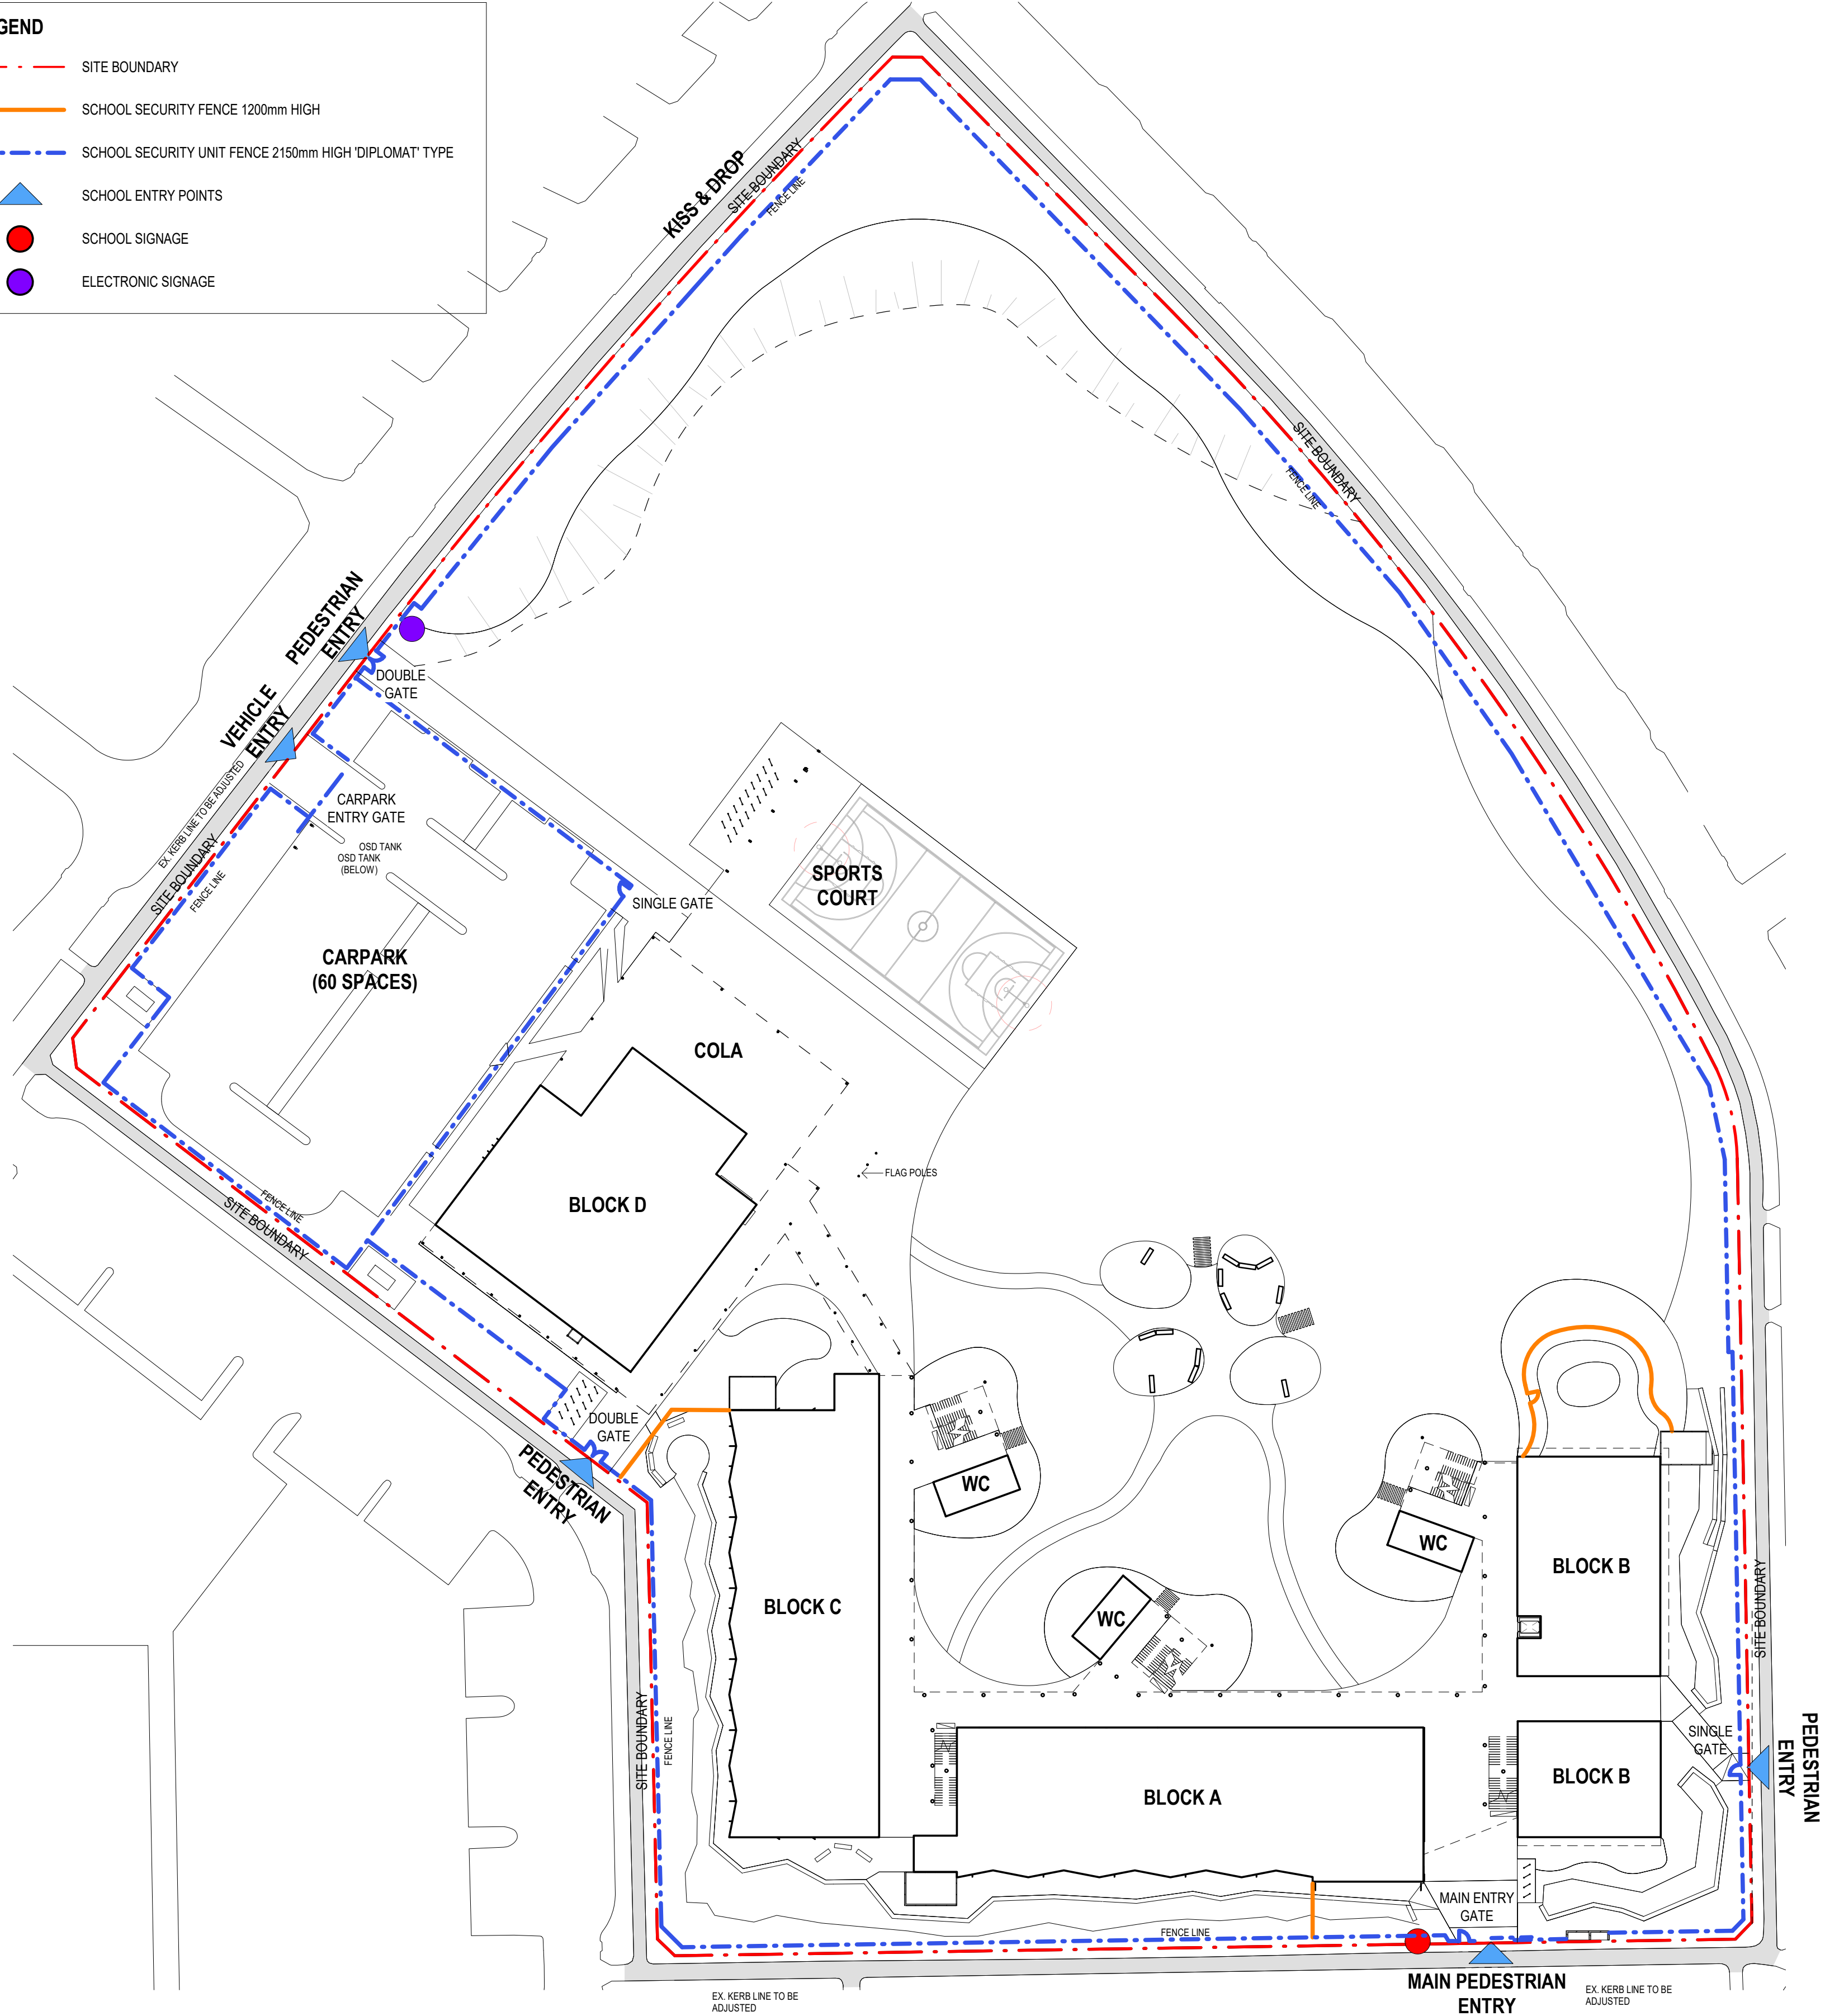 GEND
SITE BOUNDARY
SCHOOL SECURITY FENCE 1200mm HIGH
SCHOOL SECURITY UNIT FENCE 2150mm HIGH 'DIPLOMAT' TYPE
SCHOOL ENTRY POINTS
SCHOOL SIGNAGE
ELECTRONIC SIGNAGE
KISS & DROP
SITE BOUNDARY
FENCE LINE
SITE BOUNDARY
FENCE LINE
PEDESTRIAN
ENTRY
DOUBLE
GATE
VEHICLE
ENTRY
EX. KERB LINE TO BE ADJUSTED
SITE BOUNDARY
FENCE LINE
CARPARK
ENTRY GATE
OSD TANK
OSD TANK
(BELOW)
SINGLE GATE
SPORTS
COURT
CARPARK
(60 SPACES)
COLA
FLAG POLES
BLOCK D
FENCE LINE
SITE BOUNDARY
DOUBLE
GATE
PEDESTRIAN
ENTRY
WC
WC
WC
BLOCK C
BLOCK B
SITE BOUNDARY
SITE BOUNDARY
FENCE LINE
SINGLE
GATE
PEDESTRIAN
ENTRY
BLOCK B
BLOCK A
MAIN ENTRY
GATE
FENCE LINE
MAIN PEDESTRIAN
ENTRY
EX. KERB LINE TO BE
ADJUSTED
EX. KERB LINE TO BE
ADJUSTED